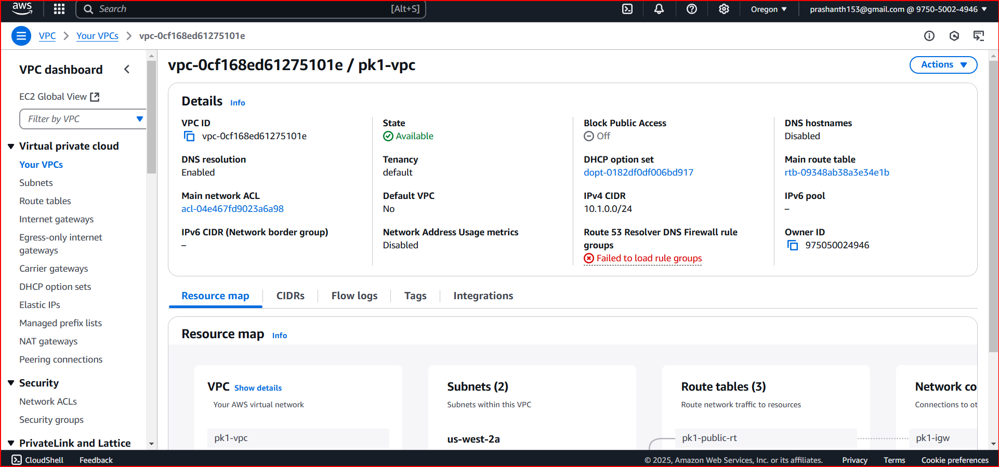 aws
Search [Alt+S]
Oregon ▼
prashanth153@gmail.com @ 9750-5002-4946 ▼
VPC > Your VPCs > vpc-0cf168ed61275101e
VPC dashboard
EC2 Global View
Filter by VPC
Virtual private cloud
Your VPCs
Subnets
Route tables
Internet gateways
Egress-only internet
gateways
Carrier gateways
DHCP option sets
Elastic IPs
Managed prefix lists
NAT gateways
Peering connections
Security
Network ACLs
Security groups
PrivateLink and Lattice
vpc-0cf168ed61275101e / pk1-vpc
Actions ▼
Details Info
VPC ID
vpc-0cf168ed61275101e
State
Available
Block Public Access
Off
DNS hostnames
Disabled
DNS resolution
Enabled
Tenancy
default
DHCP option set
dopt-0182df0df006bd917
Main route table
rtb-09348ab38a3e34e1b
Main network ACL
acl-04e467fd9023a6a98
Default VPC
No
IPv4 CIDR
10.1.0.0/24
IPv6 pool
–
IPv6 CIDR (Network border group)
–
Network Address Usage metrics
Disabled
Route 53 Resolver DNS Firewall rule
groups
Failed to load rule groups
Owner ID
975050024946
Resource map
CIDRs
Flow logs
Tags
Integrations
Resource map Info
VPC Show details
Your AWS virtual network
pk1-vpc
Subnets (2)
Subnets within this VPC
us-west-2a
Route tables (3)
Route network traffic to resources
pk1-public-rt
Network co
Connections to ot
pk1-igw
CloudShell
Feedback
© 2025, Amazon Web Services, Inc. or its affiliates.
Privacy
Terms
Cookie preferences